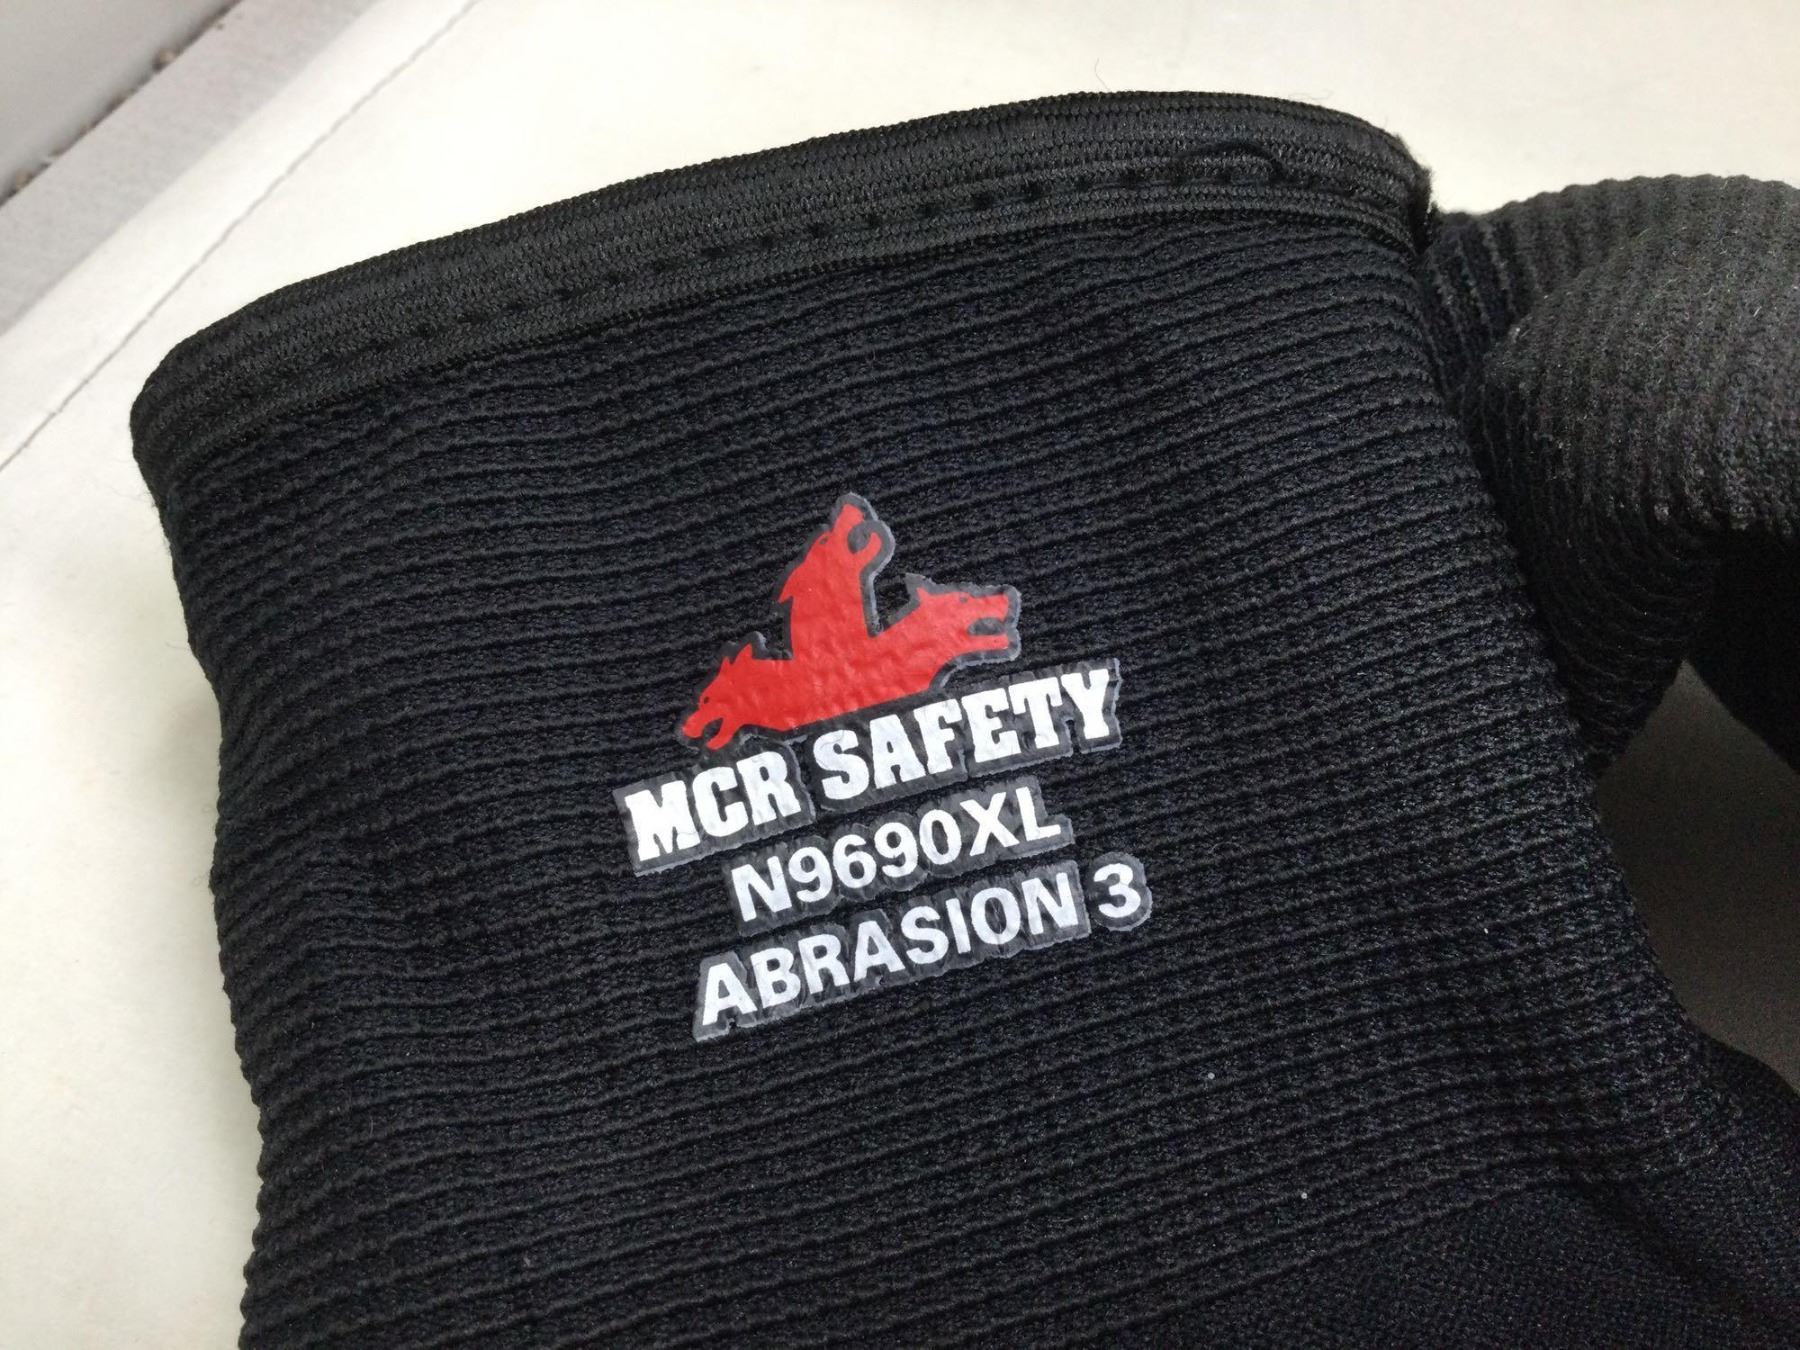 MCR SAFETY
N9690XL
ABRASION 3